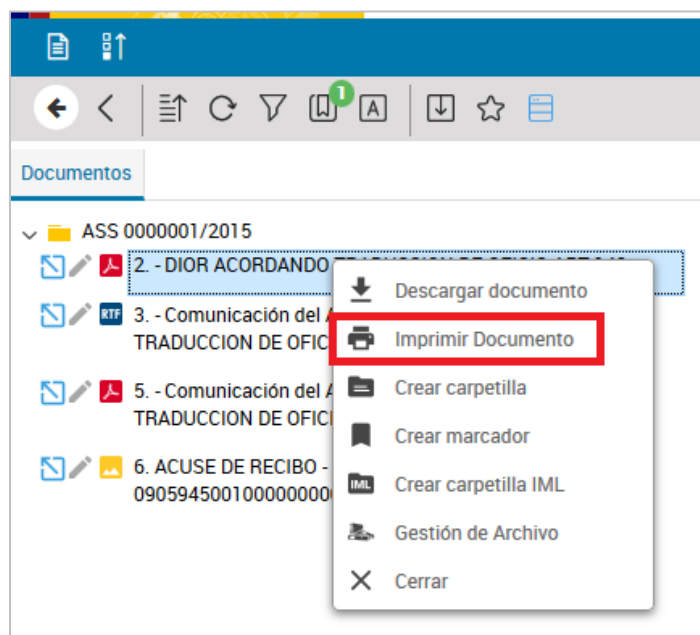 1
A
Documentos
ASS 0000001/2015
2. - DIOR ACORDANDO
Descargar documento
RTF
3. - Comunicación del
TRADUCCION DE OFIC
Imprimir Documento
5. - Comunicación del
TRADUCCION DE OFICI
Crear carpetilla
Crear marcador
6. ACUSE DE RECIBO -
IML
Crear carpetilla IML
Gestión de Archivo
Cerrar